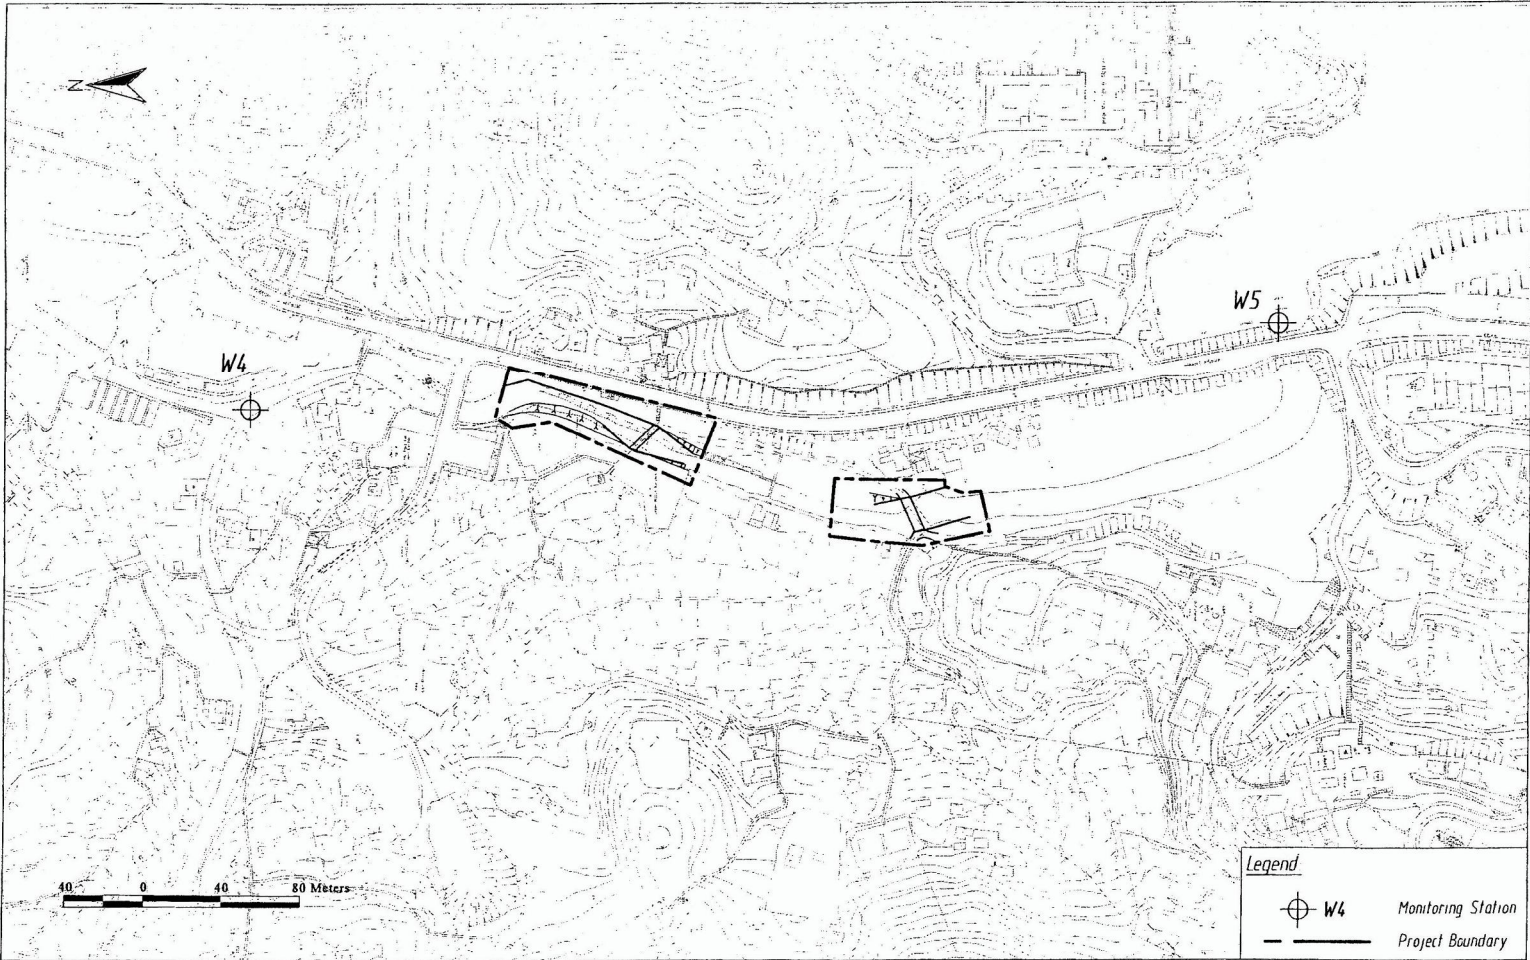 N
W5
W4
40 0 40 80 Meters
Legend
W4 Monitoring Station
Project Boundary